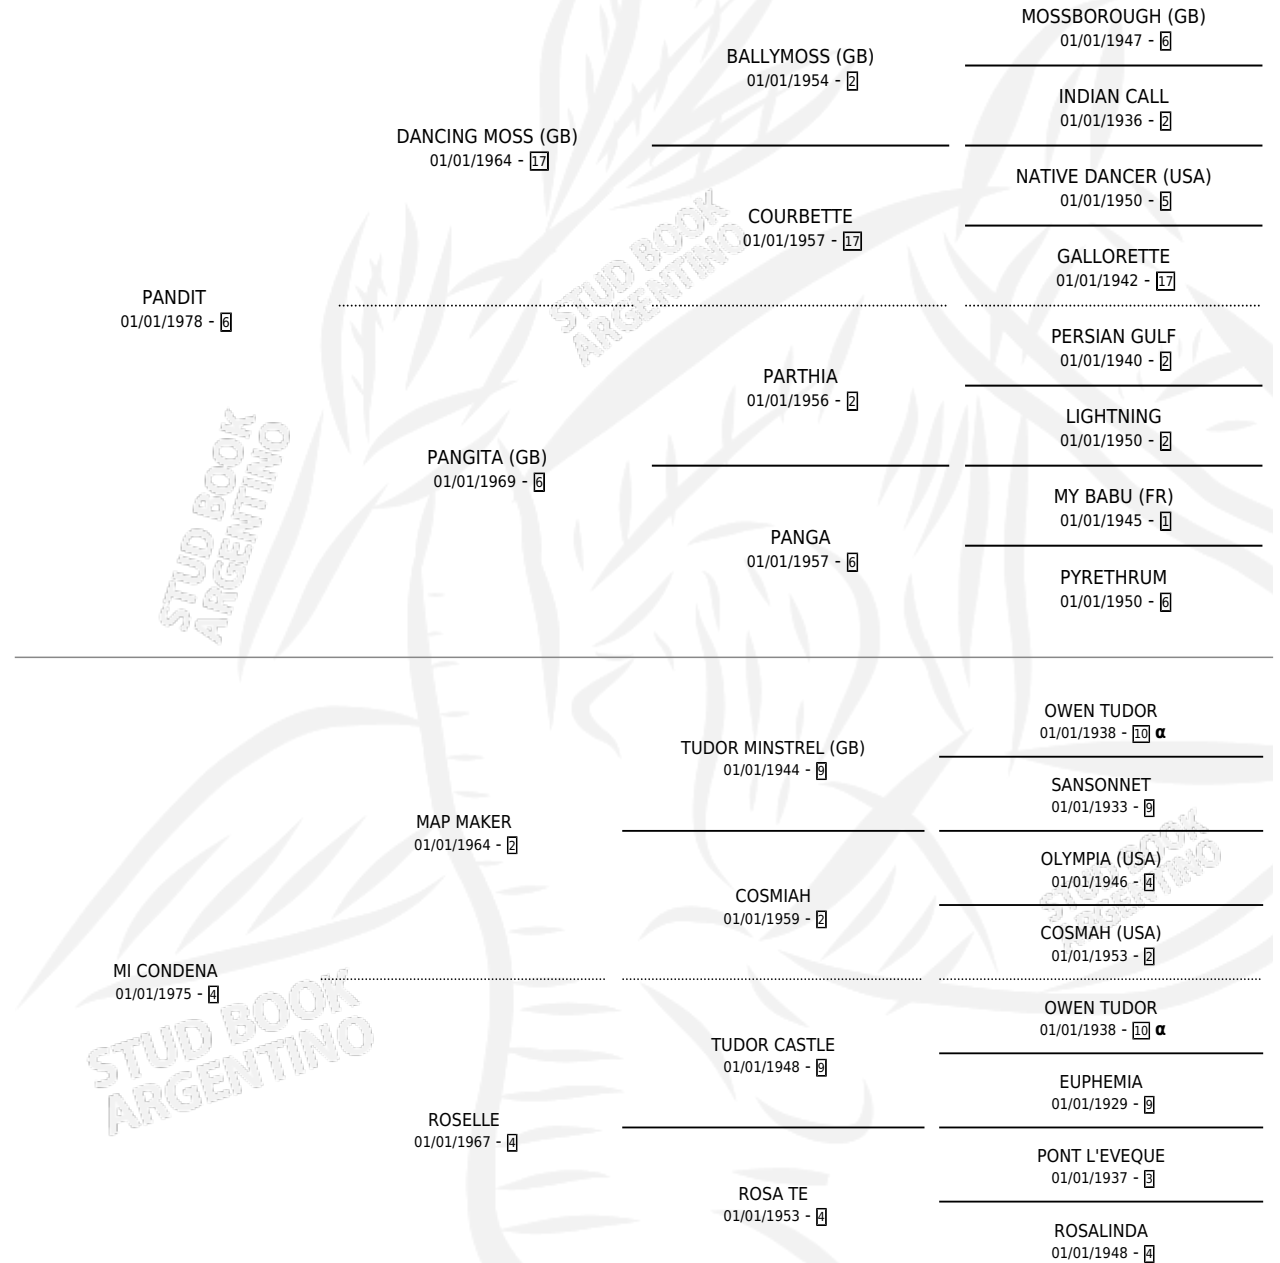 MOSSBOROUGH (GB)
01/01/1947 - 6
BALLYMOSS (GB)
01/01/1954 - 2
INDIAN CALL
01/01/1936 - 2
DANCING MOSS (GB)
01/01/1964 - 17
NATIVE DANCER (USA)
01/01/1950 - 5
COURBETTE
01/01/1957 - 17
GALLORETTE
01/01/1942 - 17
PANDIT
01/01/1978 - 6
PERSIAN GULF
01/01/1940 - 2
PARTHIA
01/01/1956 - 2
LIGHTNING
01/01/1950 - 2
PANGITA (GB)
01/01/1969 - 6
MY BABU (FR)
01/01/1945 - 1
PANGA
01/01/1957 - 6
PYRETHRUM
01/01/1950 - 6
OWEN TUDOR
01/01/1938 - 10 α
TUDOR MINSTREL (GB)
01/01/1944 - 9
SANSONNET
01/01/1933 - 9
MAP MAKER
01/01/1964 - 2
OLYMPIA (USA)
01/01/1946 - 4
COSMIAH
01/01/1959 - 2
COSMAH (USA)
01/01/1953 - 2
MI CONDENA
01/01/1975 - 4
OWEN TUDOR
01/01/1938 - 10 α
TUDOR CASTLE
01/01/1948 - 9
EUPHEMIA
01/01/1929 - 9
ROSELLE
01/01/1967 - 4
PONT L'EVEQUE
01/01/1937 - 3
ROSA TE
01/01/1953 - 4
ROSALINDA
01/01/1948 - 4
STUD BOOK
ARGENTINO
STUD BOOK
ARGENTINO
STUD BOOK
ARGENTINO
STUD BOOK
ARGENTINO